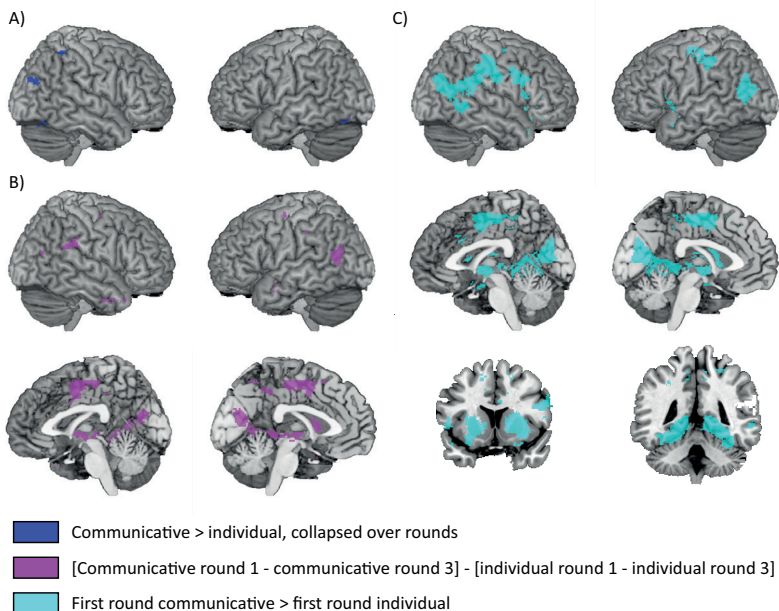 A)
C)
B)
Communicative > individual, collapsed over rounds
[Communicative round 1 - communicative round 3] - [individual round 1 - individual round 3]
First round communicative > first round individual